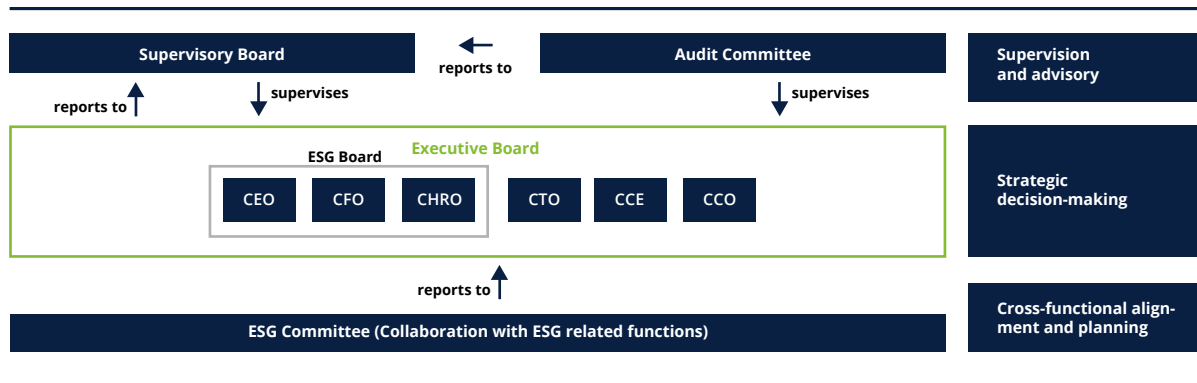 Supervisory Board
reports to
Audit Committee
Supervision
and advisory
reports to
supervises
supervises
Executive Board
ESG Board
CEO
CFO
CHRO
CTO
CCE
CCO
Strategic
decision-making
reports to
ESG Committee (Collaboration with ESG related functions)
Cross-functional align-
ment and planning